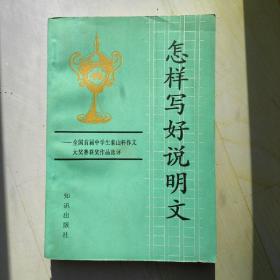 怎样写好说明文
——全国首届中学生泰山杯作文
大奖赛获奖作品选评
知识出版社